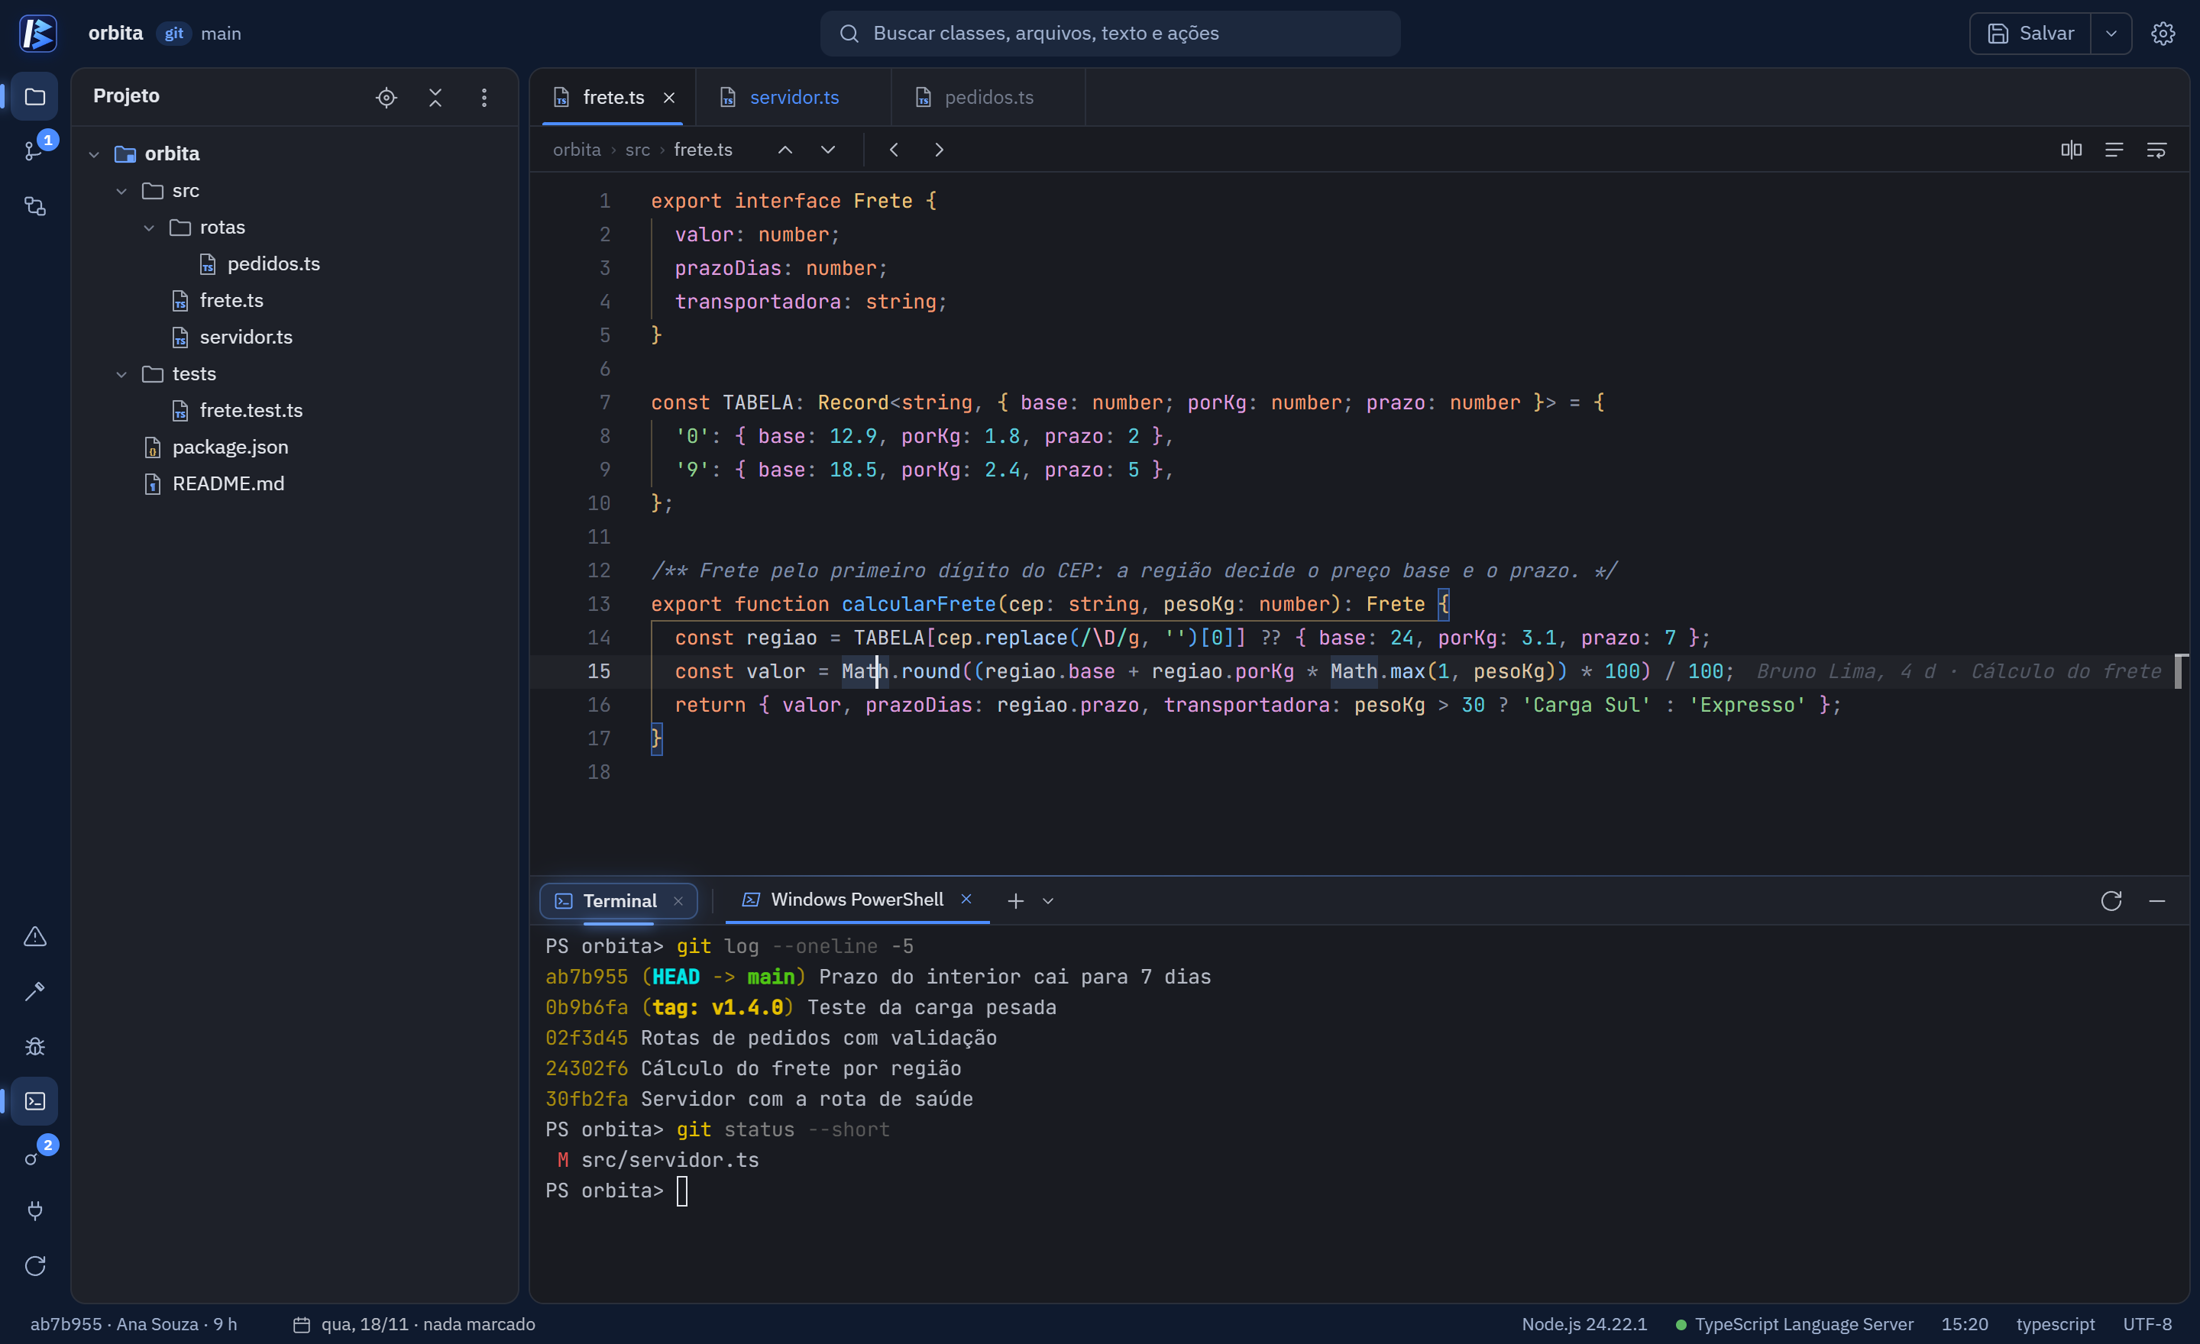 orbita git main
Buscar classes, arquivos, texto e ações
Salvar
1
2
Projeto
orbita
src
rotas
pedidos.ts
frete.ts
servidor.ts
tests
frete.test.ts
package.json
README.md
frete.ts servidor.ts pedidos.ts
orbita › src › frete.ts
1 export interface Frete {
2 valor: number;
3 prazoDias: number;
4 transportadora: string;
5 }
6
7 const TABELA: Record<string, { base: number; porKg: number; prazo: number }> = {
8 '0': { base: 12.9, porKg: 1.8, prazo: 2 },
9 '9': { base: 18.5, porKg: 2.4, prazo: 5 },
10 };
11
12 /** Frete pelo primeiro dígito do CEP: a região decide o preço base e o prazo. */
13 export function calcularFrete(cep: string, pesoKg: number): Frete {
14 const regiao = TABELA[cep.replace(/\D/g, '')[0]] ?? { base: 24, porKg: 3.1, prazo: 7 };
15 const valor = Math.round((regiao.base + regiao.porKg * Math.max(1, pesoKg)) * 100) / 100; Bruno Lima, 4 d · Cálculo do frete
16 return { valor, prazoDias: regiao.prazo, transportadora: pesoKg > 30 ? 'Carga Sul' : 'Expresso' };
17 }
18
Terminal Windows PowerShell
PS orbita> git log --oneline -5
ab7b955 (HEAD -> main) Prazo do interior cai para 7 dias
0b9b6fa (tag: v1.4.0) Teste da carga pesada
02f3d45 Rotas de pedidos com validação
24302f6 Cálculo do frete por região
30fb2fa Servidor com a rota de saúde
PS orbita> git status --short
M src/servidor.ts
PS orbita>
ab7b955 · Ana Souza · 9 h qua, 18/11 · nada marcado Node.js 24.22.1 TypeScript Language Server 15:20 typescript UTF-8